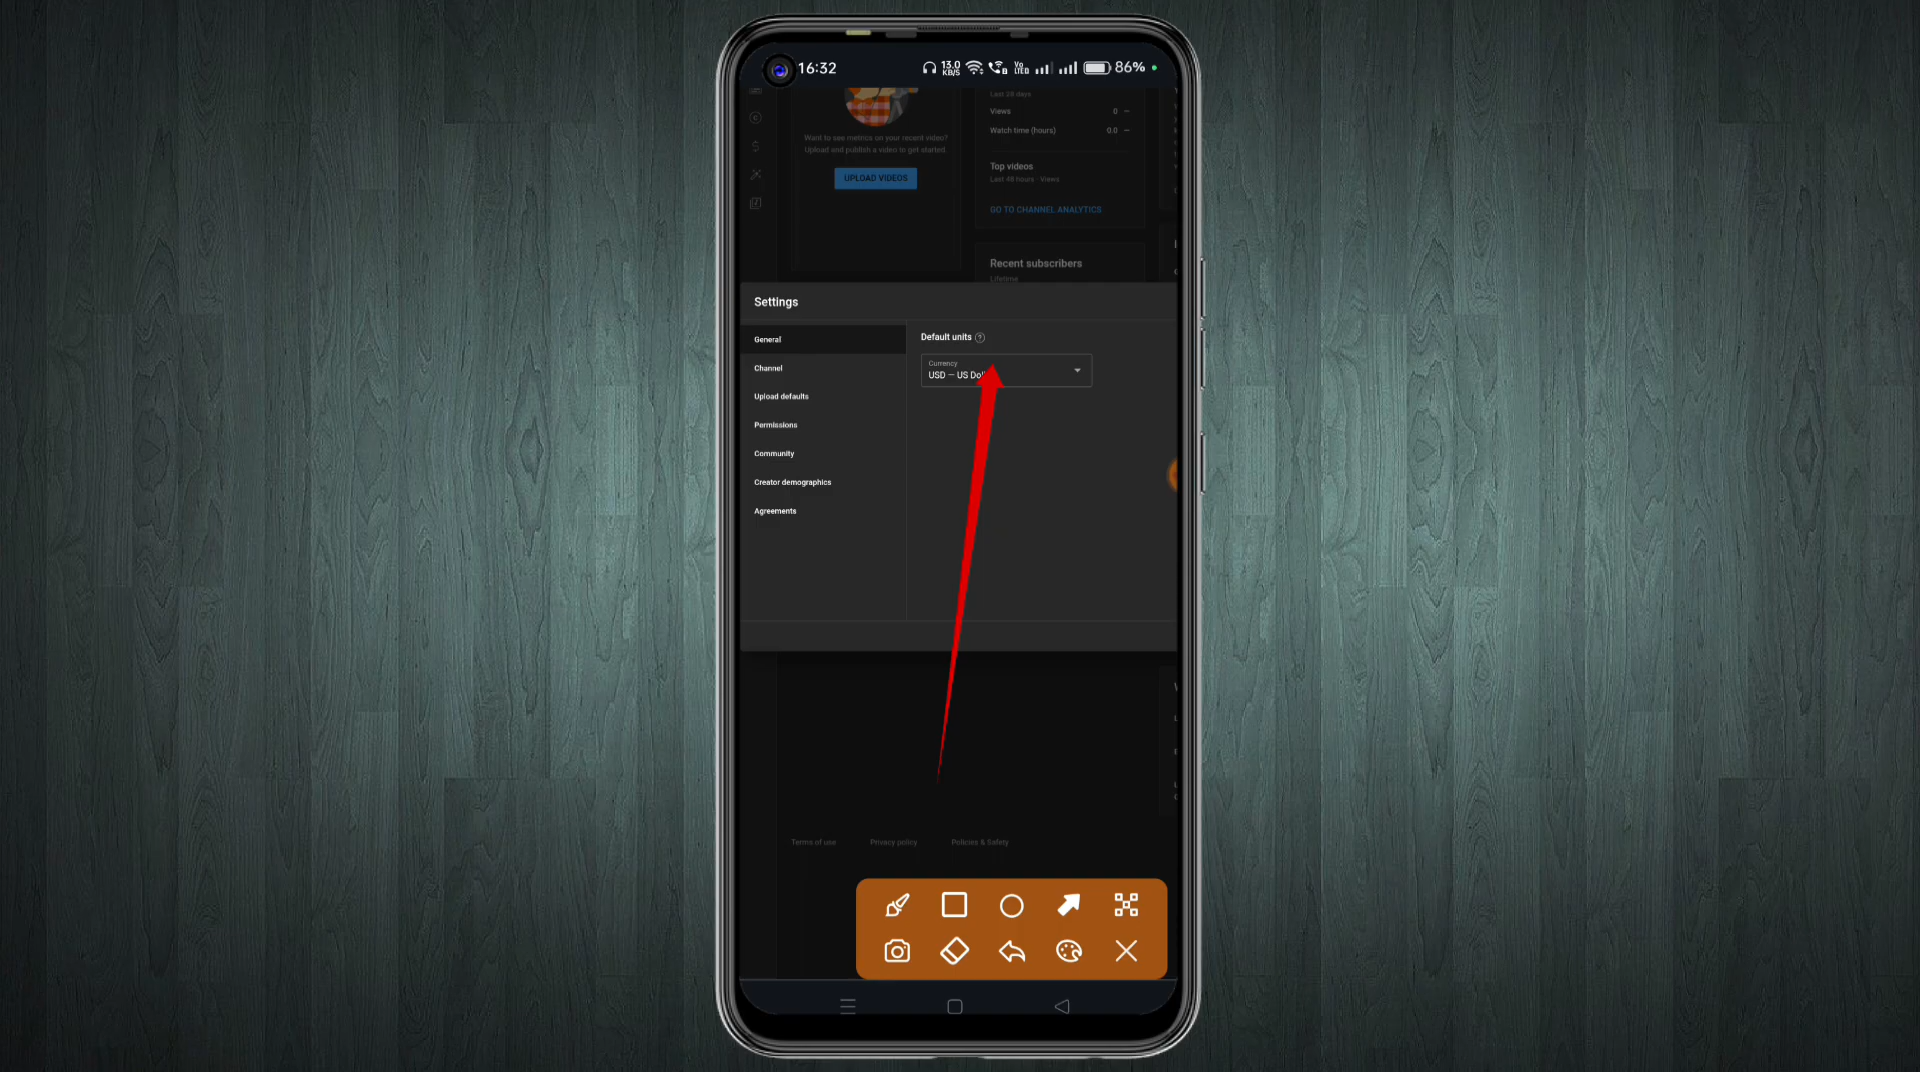 16:32
13.0
KB/S
Vo
LTED
86%
Last 28 days
Views 0 —
Watch time (hours) 0.0 —
Want to see metrics on your recent video?
Upload and publish a video to get started.
UPLOAD VIDEOS
Top videos
Last 48 hours · Views
GO TO CHANNEL ANALYTICS
Recent subscribers
Lifetime
Settings
General
Channel
Upload defaults
Permissions
Community
Creator demographics
Agreements
Default units
Currency
USD — US
Terms of use
Privacy policy
Policies & Safety